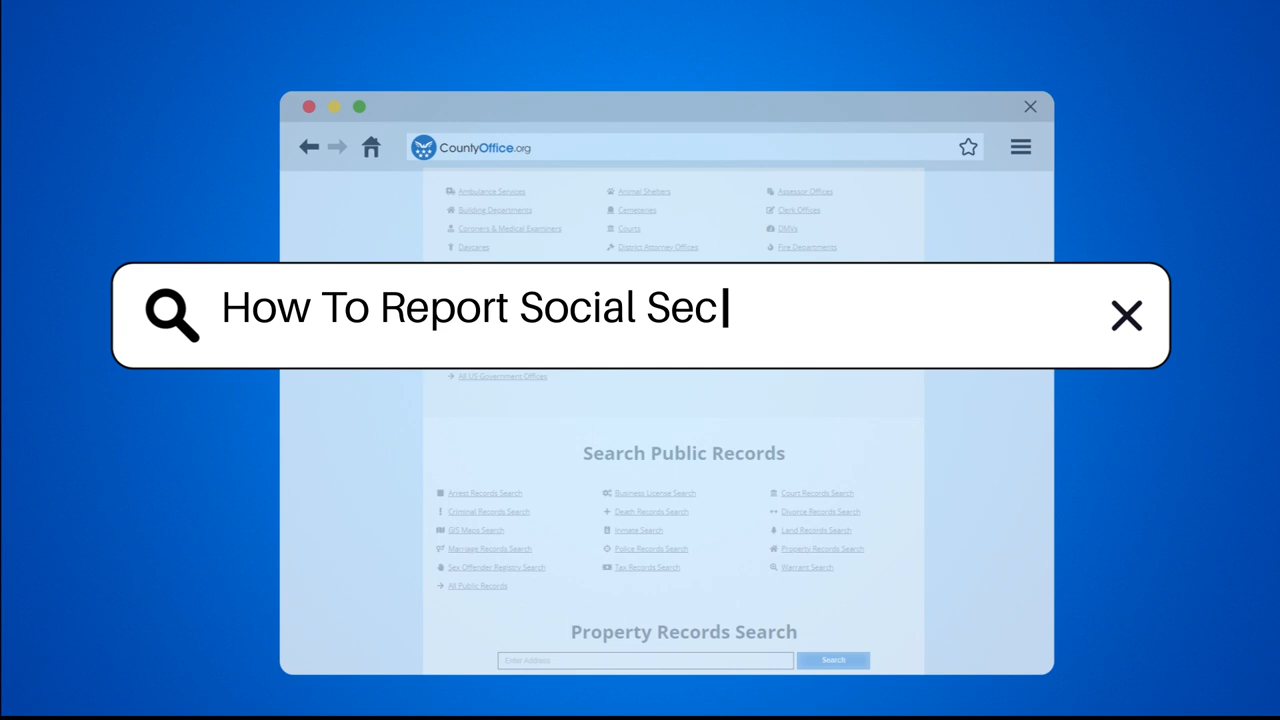 CountyOffice.org
Ambulance Services Animal Shelters Assessor Offices
Building Departments Cemeteries Clerk Offices
Coroners & Medical Examiners Courts DMVs
Daycares District Attorney Offices Fire Departments
How To Report Social Sec
All US Government Offices
Search Public Records
Arrest Records Search Business License Search Court Records Search
Criminal Records Search Death Records Search Divorce Records Search
GIS Maps Search Inmate Search Land Records Search
Marriage Records Search Police Records Search Property Records Search
Sex Offender Registry Search Tax Records Search Warrant Search
All Public Records
Property Records Search
Enter Address Search